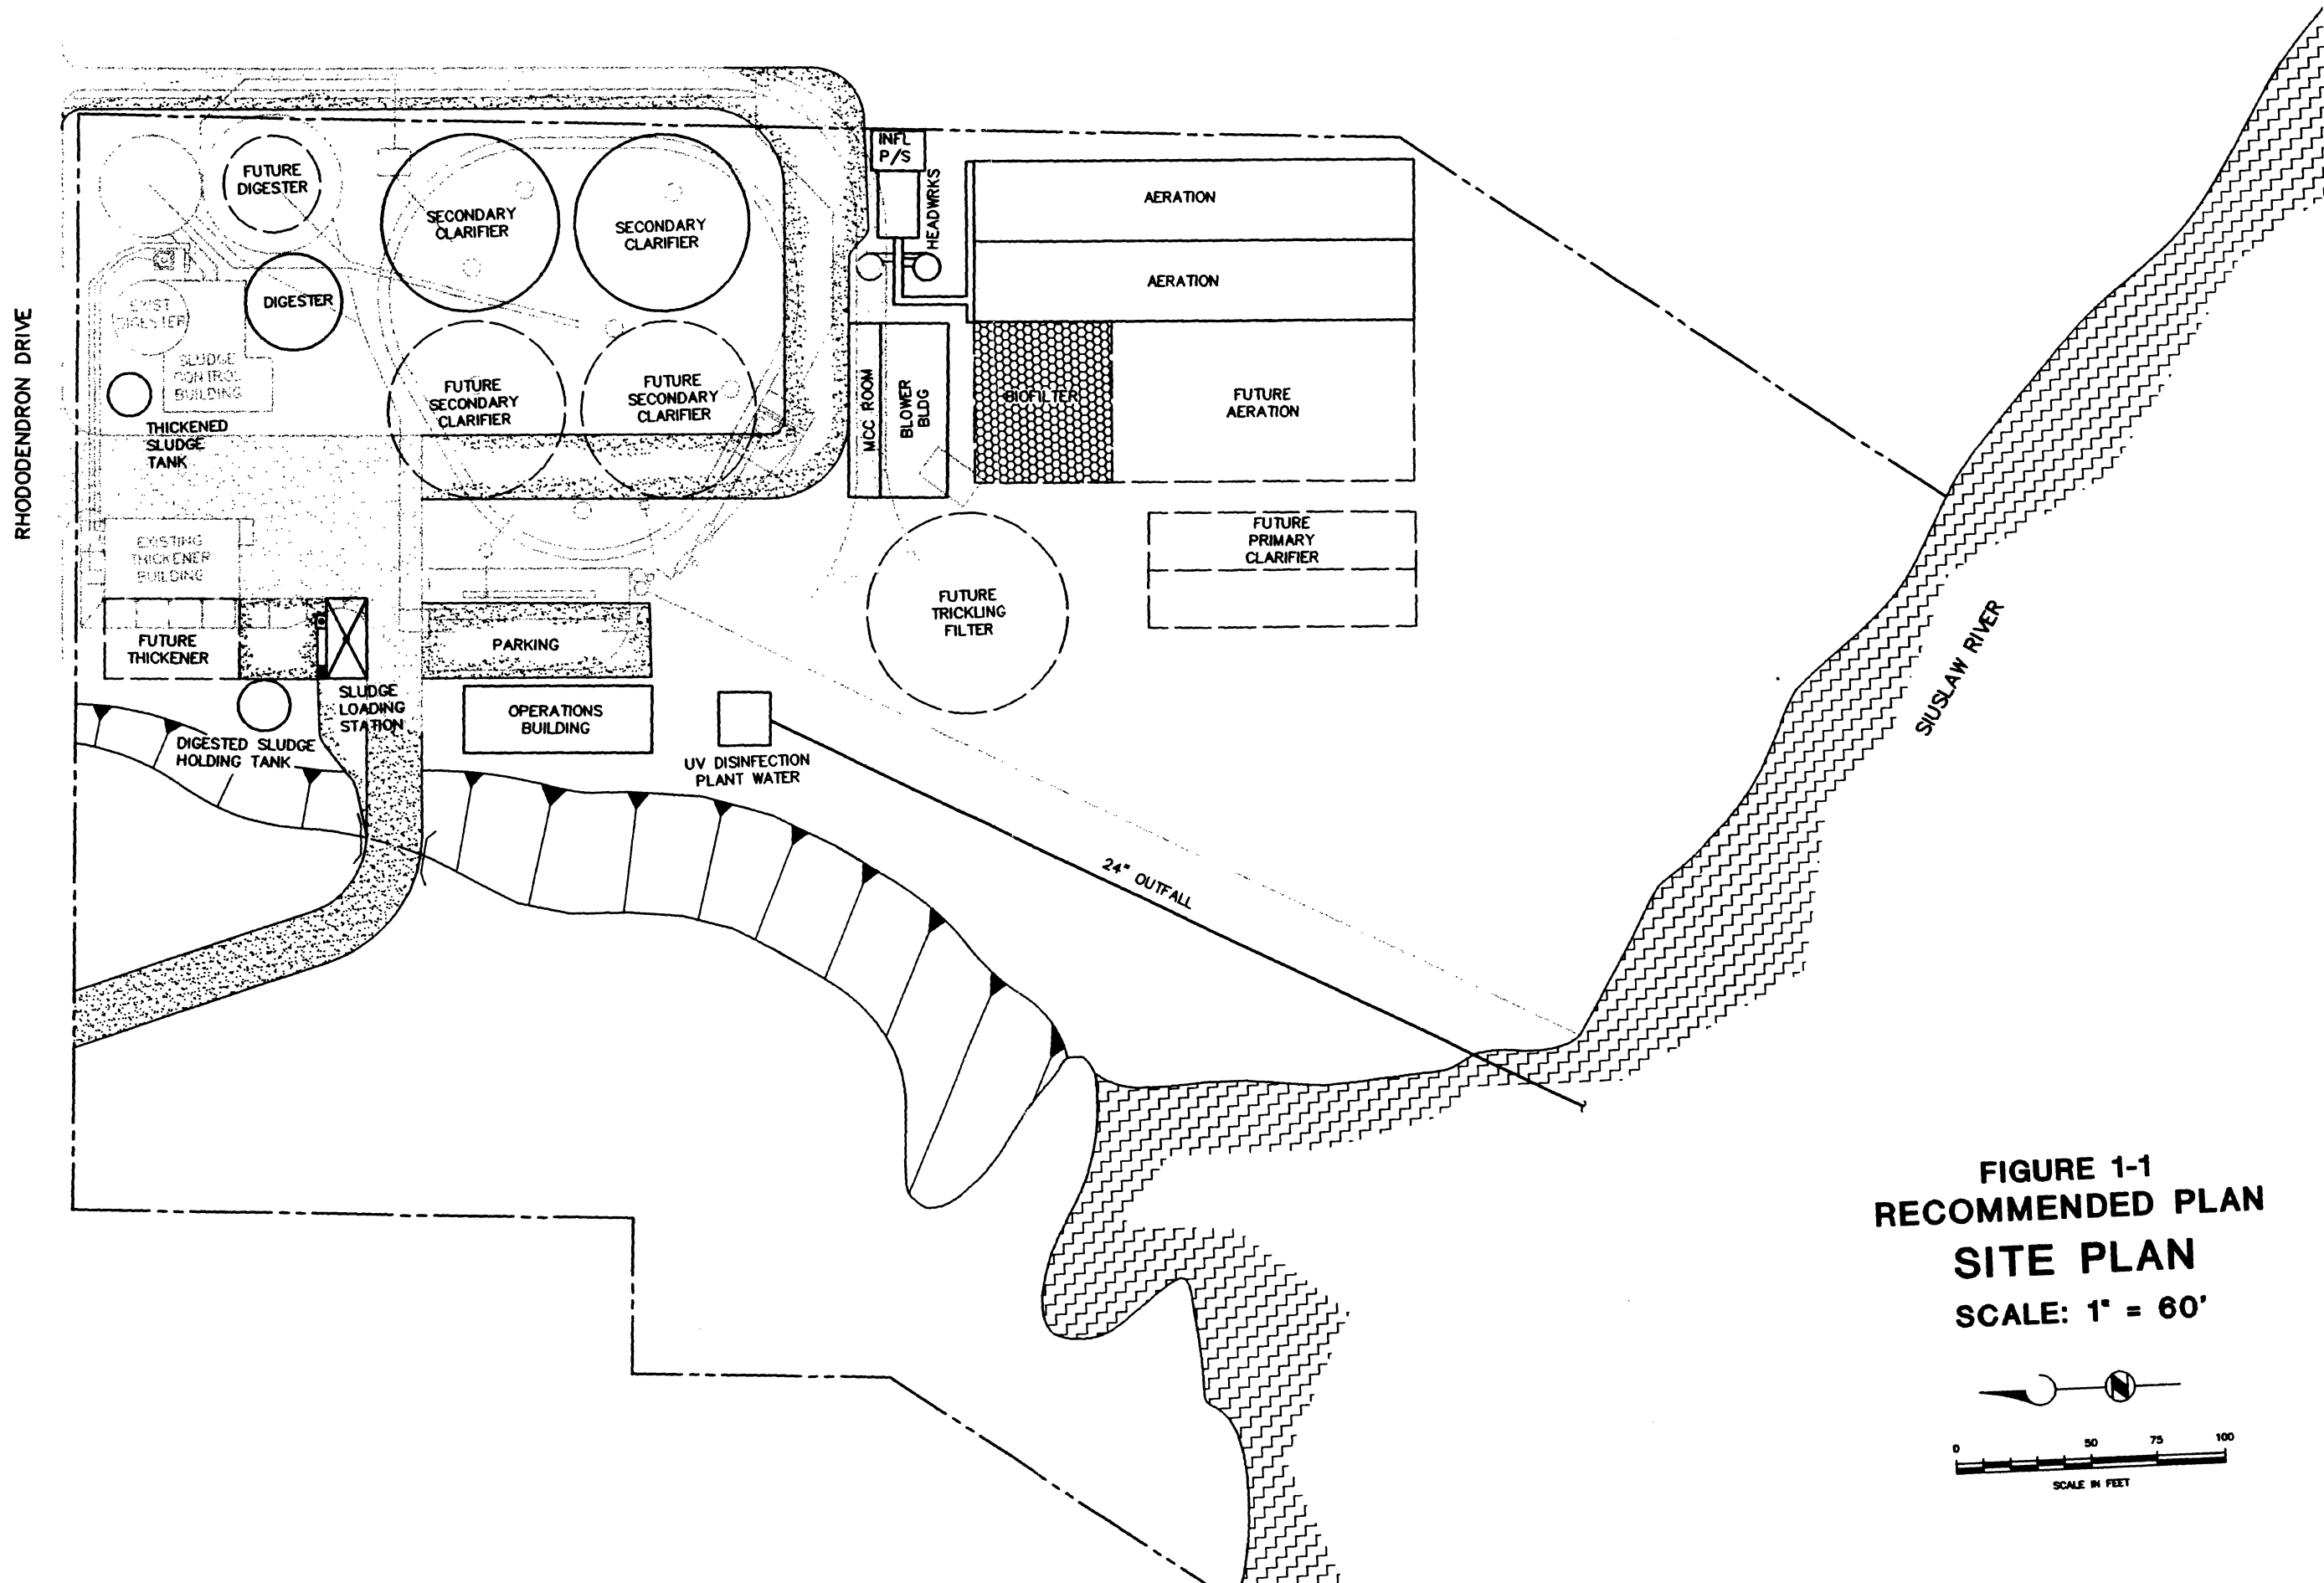 RHODODENDRON DRIVE
FUTURE
DIGESTER
SECONDARY
CLARIFIER
SECONDARY
CLARIFIER
INFL
P/S
HEADWRKS
AERATION
AERATION
EXIST
DIGESTER
DIGESTER
SLUDGE
CONTROL
BUILDING
THICKENED
SLUDGE
TANK
FUTURE
SECONDARY
CLARIFIER
FUTURE
SECONDARY
CLARIFIER
MCC ROOM
BLOWER
BLDG
BIOFILTER
FUTURE
AERATION
EXISTING
THICKENER
BUILDING
FUTURE
PRIMARY
CLARIFIER
FUTURE
TRICKLING
FILTER
FUTURE
THICKENER
PARKING
SLUDGE
LOADING
STATION
OPERATIONS
BUILDING
DIGESTED SLUDGE
HOLDING TANK
UV DISINFECTION
PLANT WATER
24" OUTFALL
SIUSLAW RIVER
FIGURE 1-1
RECOMMENDED PLAN
SITE PLAN
SCALE: 1" = 60'
N
0 50 75 100
SCALE IN FEET